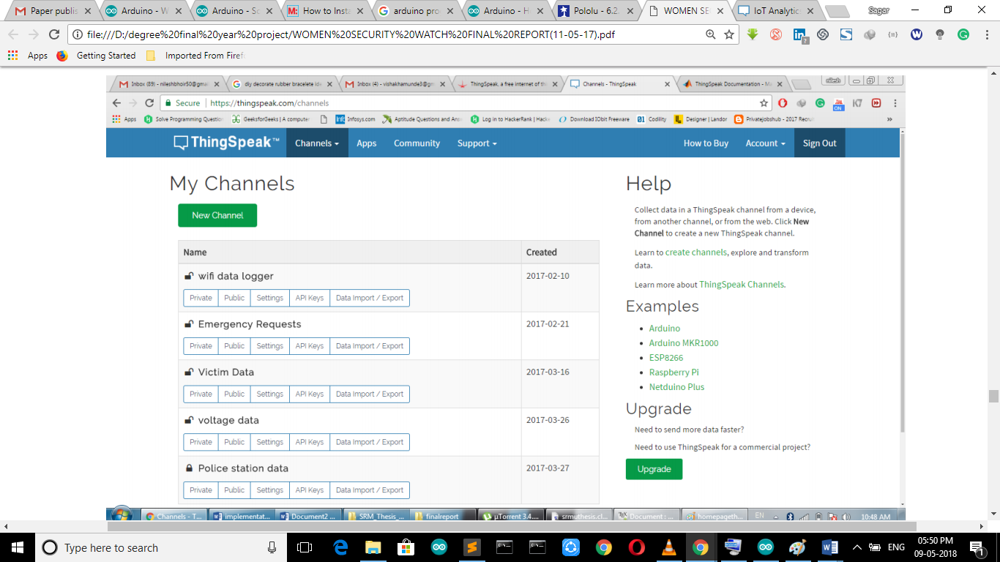 Paper publis
Arduino - W
Arduino - So
How to Insta
arduino pro
Arduino - H
Pololu - 6.2
WOMEN SE
IoT Analytic
Sagar
file:///D:/degree%20final%20year%20project/WOMEN%20SECURITY%20WATCH%20FINAL%20REPORT(11-05-17).pdf
Apps Getting Started Imported From Firef
Inbox (89) - nileshbhoir50@gmai
diy decorate rubber bracelete ide
Inbox (4) - vishakhamunde3@gm
ThingSpeak, a free internet of th
Channels - ThingSpeak
ThingSpeak Documentation - Ma
nilesh
Secure https://thingspeak.com/channels
Apps Solve Programming Question GeeksforGeeks | A computer Infosys.com Aptitude Questions and Ans Log in to HackerRank | Hack Download IObit Freeware Codility Designer | Landor Privatejobshub - 2017 Recrui
ThingSpeak™ Channels Apps Community Support How to Buy Account Sign Out
My Channels
New Channel
Name Created
wifi data logger 2017-02-10
Private Public Settings API Keys Data Import / Export
Emergency Requests 2017-02-21
Private Public Settings API Keys Data Import / Export
Victim Data 2017-03-16
Private Public Settings API Keys Data Import / Export
voltage data 2017-03-26
Private Public Settings API Keys Data Import / Export
Police station data 2017-03-27
Private Public Settings API Keys Data Import / Export
Help
Collect data in a ThingSpeak channel from a device,
from another channel, or from the web. Click New
Channel to create a new ThingSpeak channel.
Learn to create channels, explore and transform
data.
Learn more about ThingSpeak Channels.
Examples
Arduino
Arduino MKR1000
ESP8266
Raspberry Pi
Netduino Plus
Upgrade
Need to send more data faster?
Need to use ThingSpeak for a commercial project?
Upgrade
Channels - T... implementat... Document2 ... SRM_Thesis_... finalreport µTorrent 3.4.... srmuthesis.cl... Document : ... homepageth... EN 10:48 AM
Type here to search
ENG
05:50 PM
09-05-2018